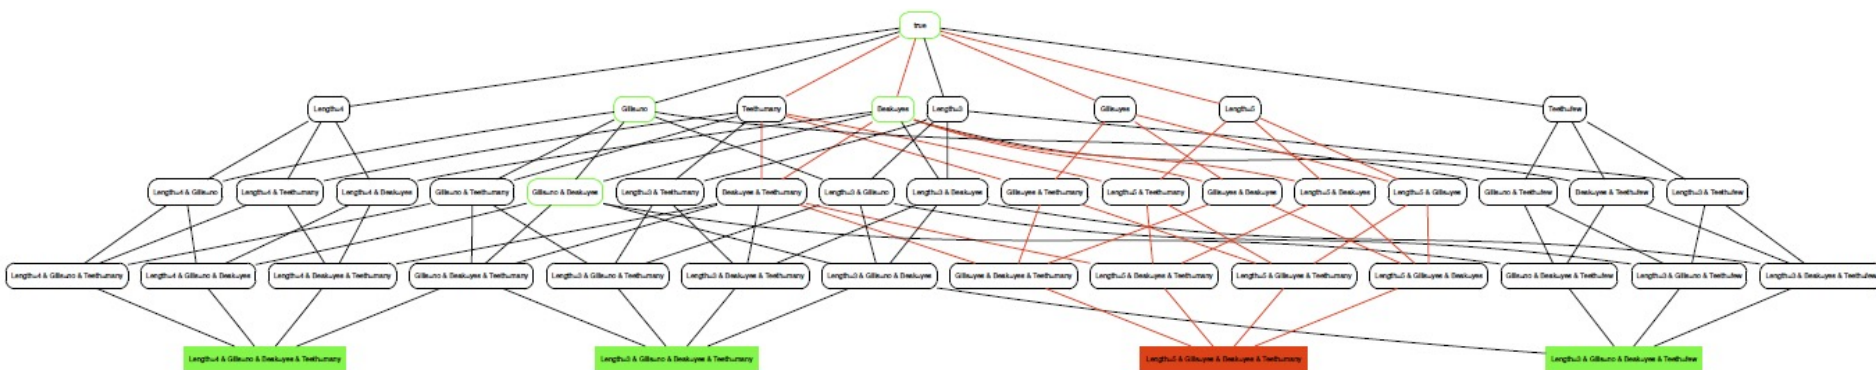 true
Length=4
Gills=no
Teeth=many
Beak=yes
Length=3
Gills=yes
Length=5
Teeth=few
Length=4 & Gills=no
Length=4 & Teeth=many
Length=4 & Beak=yes
Gills=no & Teeth=many
Gills=no & Beak=yes
Length=3 & Teeth=many
Beak=yes & Teeth=many
Length=3 & Gills=no
Length=3 & Beak=yes
Gills=yes & Teeth=many
Length=5 & Teeth=many
Gills=yes & Beak=yes
Length=5 & Beak=yes
Length=5 & Gills=yes
Gills=no & Teeth=few
Beak=yes & Teeth=few
Length=3 & Teeth=few
Length=4 & Gills=no & Teeth=many
Length=4 & Gills=no & Beak=yes
Length=4 & Beak=yes & Teeth=many
Gills=no & Beak=yes & Teeth=many
Length=3 & Gills=no & Teeth=many
Length=3 & Beak=yes & Teeth=many
Length=3 & Gills=no & Beak=yes
Gills=yes & Beak=yes & Teeth=many
Length=5 & Beak=yes & Teeth=many
Length=5 & Gills=yes & Teeth=many
Length=5 & Gills=yes & Beak=yes
Gills=no & Beak=yes & Teeth=few
Length=3 & Gills=no & Teeth=few
Length=3 & Beak=yes & Teeth=few
Length=4 & Gills=no & Beak=yes & Teeth=many
Length=3 & Gills=no & Beak=yes & Teeth=many
Length=5 & Gills=yes & Beak=yes & Teeth=many
Length=3 & Gills=no & Beak=yes & Teeth=few